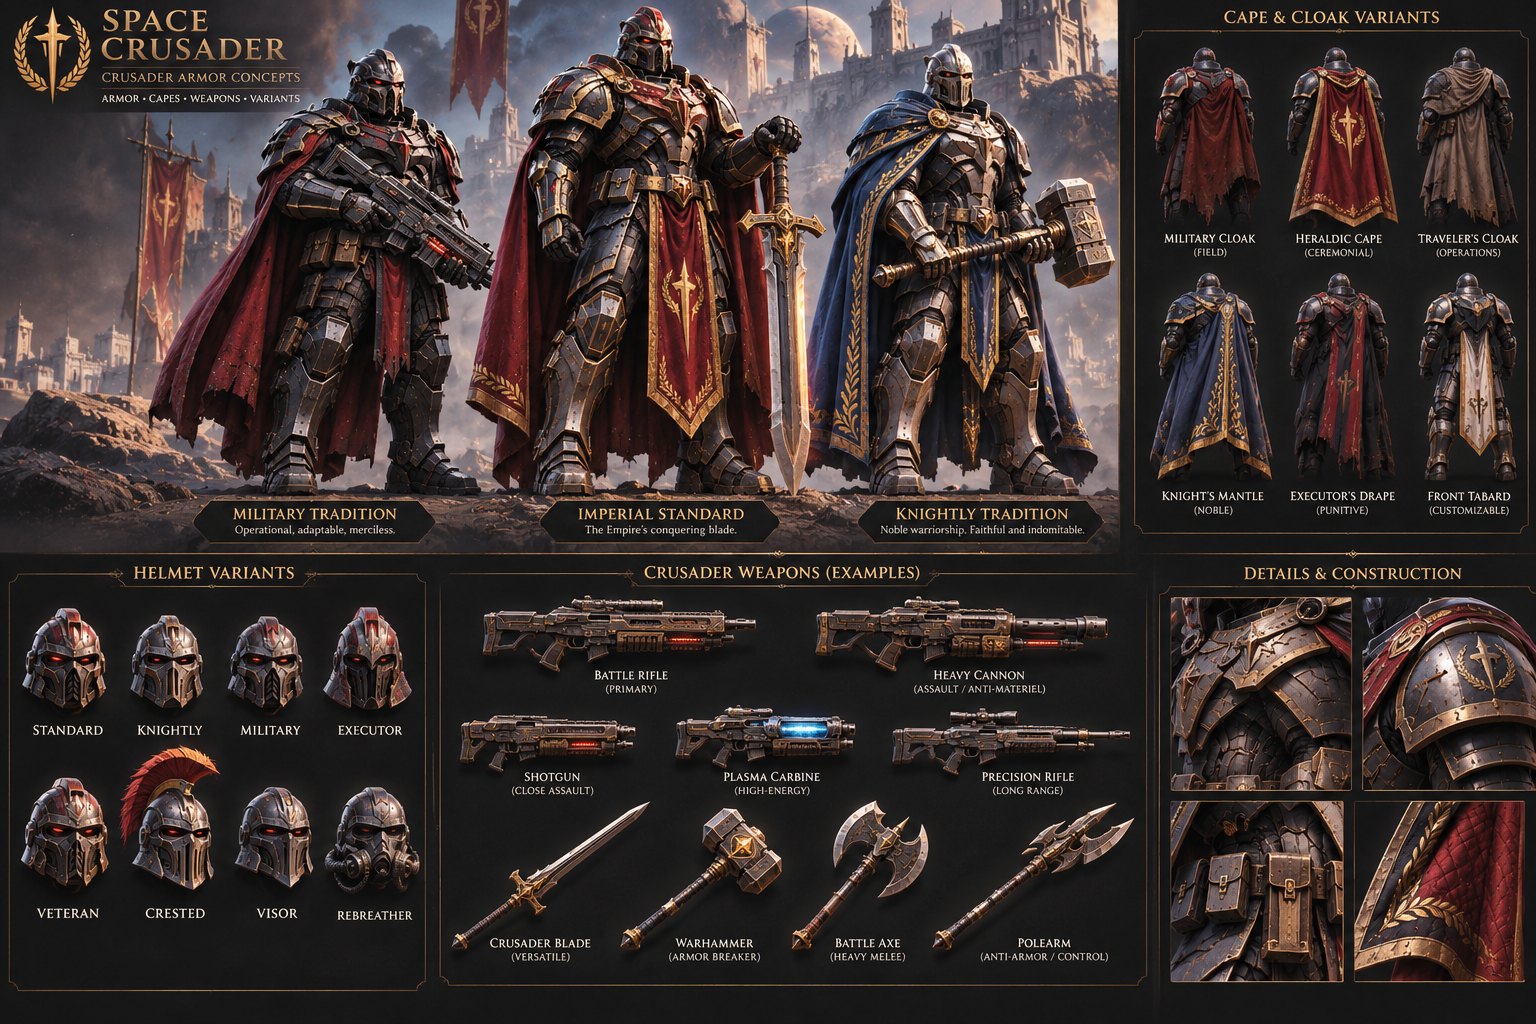 SPACE
CRUSADER
CRUSADER ARMOR CONCEPTS
ARMOR • CAPES • WEAPONS • VARIANTS
MILITARY TRADITION
Operational, adaptable, merciless.
IMPERIAL STANDARD
The Empire's conquering blade.
KNIGHTLY TRADITION
Noble warriorship. Faithful and indomitable.
CAPE & CLOAK VARIANTS
MILITARY CLOAK
(FIELD)
HERALDIC CAPE
(CEREMONIAL)
TRAVELER'S CLOAK
(OPERATIONS)
KNIGHT'S MANTLE
(NOBLE)
EXECUTOR'S DRAPE
(PUNITIVE)
FRONT TABARD
(CUSTOMIZABLE)
HELMET VARIANTS
STANDARD
KNIGHTLY
MILITARY
EXECUTOR
VETERAN
CRESTED
VISOR
REBREATHER
CRUSADER WEAPONS (EXAMPLES)
BATTLE RIFLE
(PRIMARY)
HEAVY CANNON
(ASSAULT / ANTI-MATERIEL)
SHOTGUN
(CLOSE ASSAULT)
PLASMA CARBINE
(HIGH-ENERGY)
PRECISION RIFLE
(LONG RANGE)
CRUSADER BLADE
(VERSATILE)
WARHAMMER
(ARMOR BREAKER)
BATTLE AXE
(HEAVY MELEE)
POLEARM
(ANTI-ARMOR / CONTROL)
DETAILS & CONSTRUCTION